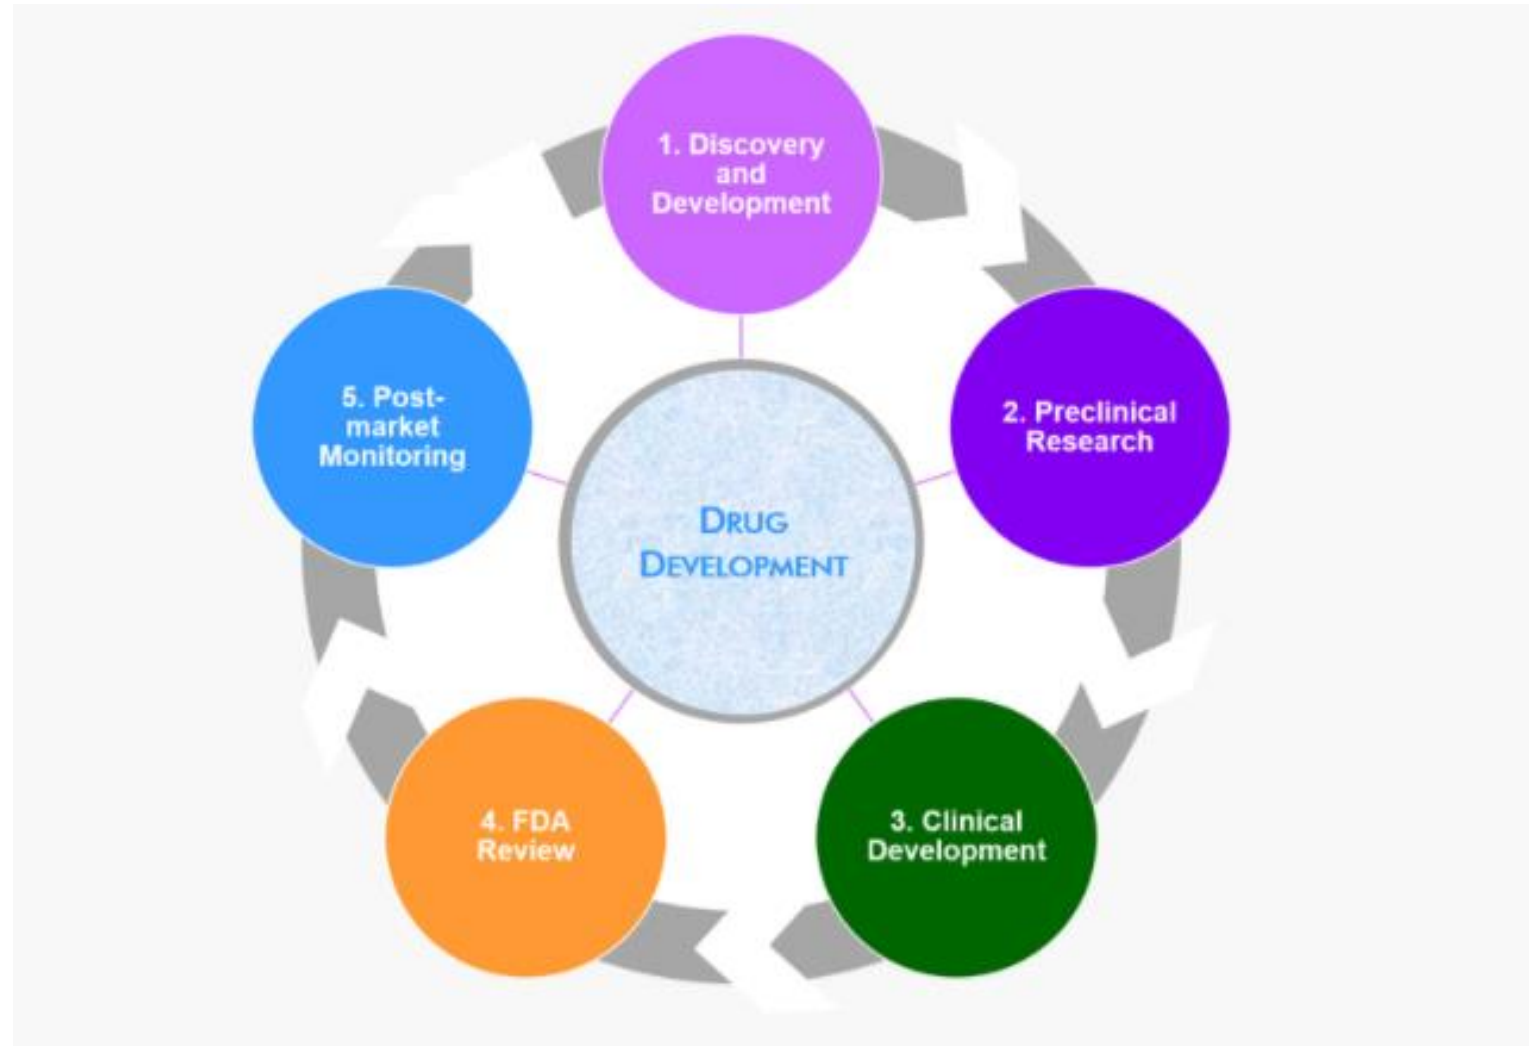 1. Discovery
and
Development
2. Preclinical
Research
3. Clinical
Development
4. FDA
Review
5. Post-
market
Monitoring
DRUG
DEVELOPMENT